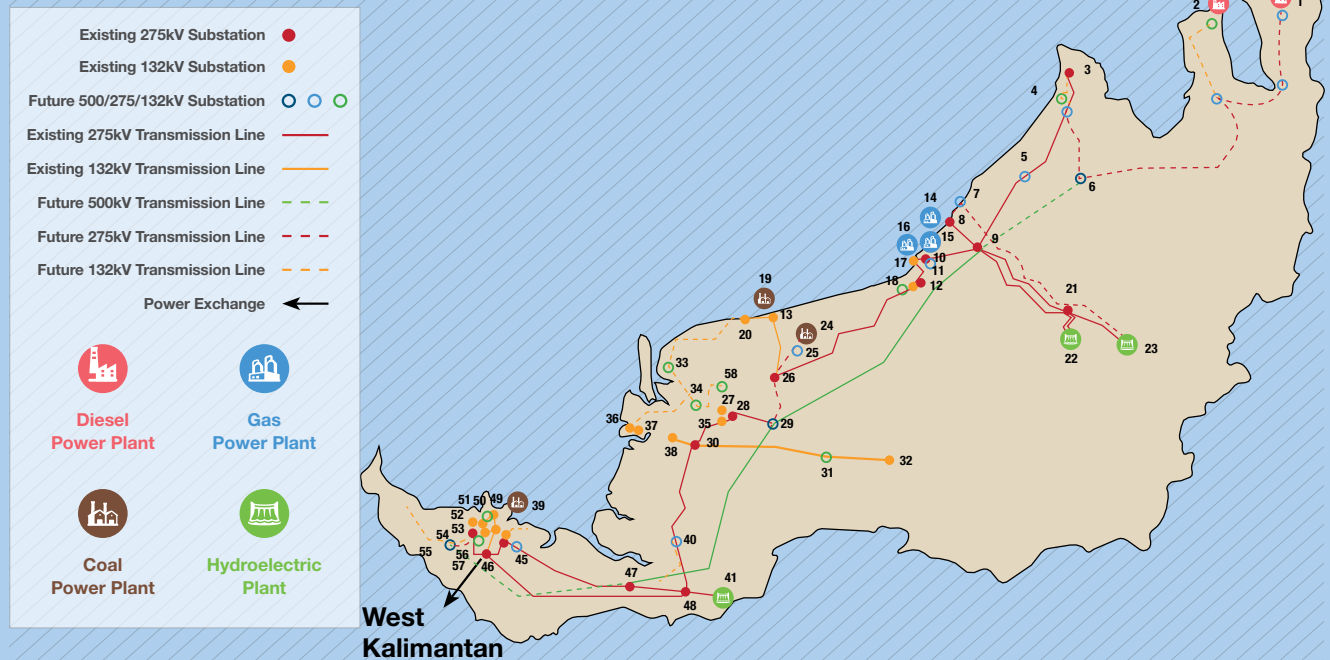 Existing 275kV Substation
Existing 132kV Substation
Future 500/275/132kV Substation
Existing 275kV Transmission Line
Existing 132kV Transmission Line
Future 500kV Transmission Line
Future 275kV Transmission Line
Future 132kV Transmission Line
Power Exchange
Diesel
Power Plant
Gas
Power Plant
Coal
Power Plant
Hydroelectric
Plant
1
2
3
4
5
6
7
8
9
10
11
12
13
14
15
16
17
18
19
20
21
22
23
24
25
26
27
28
29
30
31
32
33
34
35
36
37
38
39
40
41
45
46
47
48
49
50
51
52
53
54
55
56
57
58
West
Kalimantan